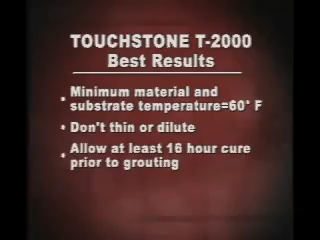 TOUCHSTONE T-2000
Best Results
• Minimum material and
substrate temperature=60° F
• Don't thin or dilute
• Allow at least 16 hour cure
prior to grouting